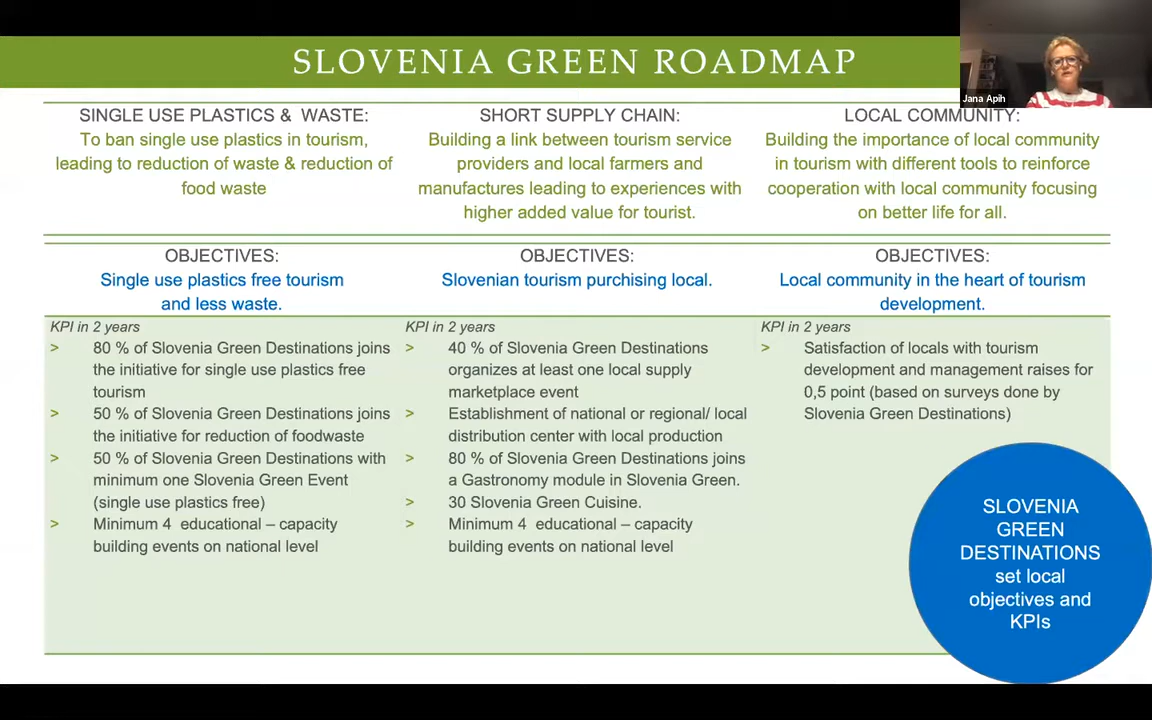 SLOVENIA GREEN ROADMAP
Jana Apih
SINGLE USE PLASTICS & WASTE:
To ban single use plastics in tourism,
leading to reduction of waste & reduction of
food waste
SHORT SUPPLY CHAIN:
Building a link between tourism service
providers and local farmers and
manufactures leading to experiences with
higher added value for tourist.
LOCAL COMMUNITY:
Building the importance of local community
in tourism with different tools to reinforce
cooperation with local community focusing
on better life for all.
OBJECTIVES:
Single use plastics free tourism
and less waste.
OBJECTIVES:
Slovenian tourism purchising local.
OBJECTIVES:
Local community in the heart of tourism
development.
KPI in 2 years
> 80 % of Slovenia Green Destinations joins
the initiative for single use plastics free
tourism
> 50 % of Slovenia Green Destinations joins
the initiative for reduction of foodwaste
> 50 % of Slovenia Green Destinations with
minimum one Slovenia Green Event
(single use plastics free)
> Minimum 4 educational – capacity
building events on national level
KPI in 2 years
> 40 % of Slovenia Green Destinations
organizes at least one local supply
marketplace event
> Establishment of national or regional/ local
distribution center with local production
> 80 % of Slovenia Green Destinations joins
a Gastronomy module in Slovenia Green.
> 30 Slovenia Green Cuisine.
> Minimum 4 educational – capacity
building events on national level
KPI in 2 years
> Satisfaction of locals with tourism
development and management raises for
0,5 point (based on surveys done by
Slovenia Green Destinations)
SLOVENIA
GREEN
DESTINATIONS
set local
objectives and
KPIs